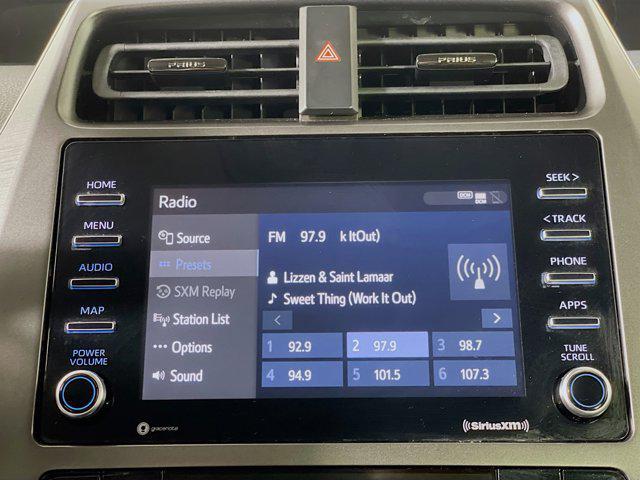 PRIUS PRIUS
HOME
MENU
AUDIO
MAP
POWER
VOLUME
Radio
DCM
DCM
Source
Presets
SXM Replay
Station List
Options
Sound
FM 97.9 k ItOut)
Lizzen & Saint Lamaar
Sweet Thing (Work It Out)
< >
1 92.9 2 97.9 3 98.7
4 94.9 5 101.5 6 107.3
SEEK >
< TRACK
PHONE
APPS
TUNE
SCROLL
gracenote
((SiriusXM))